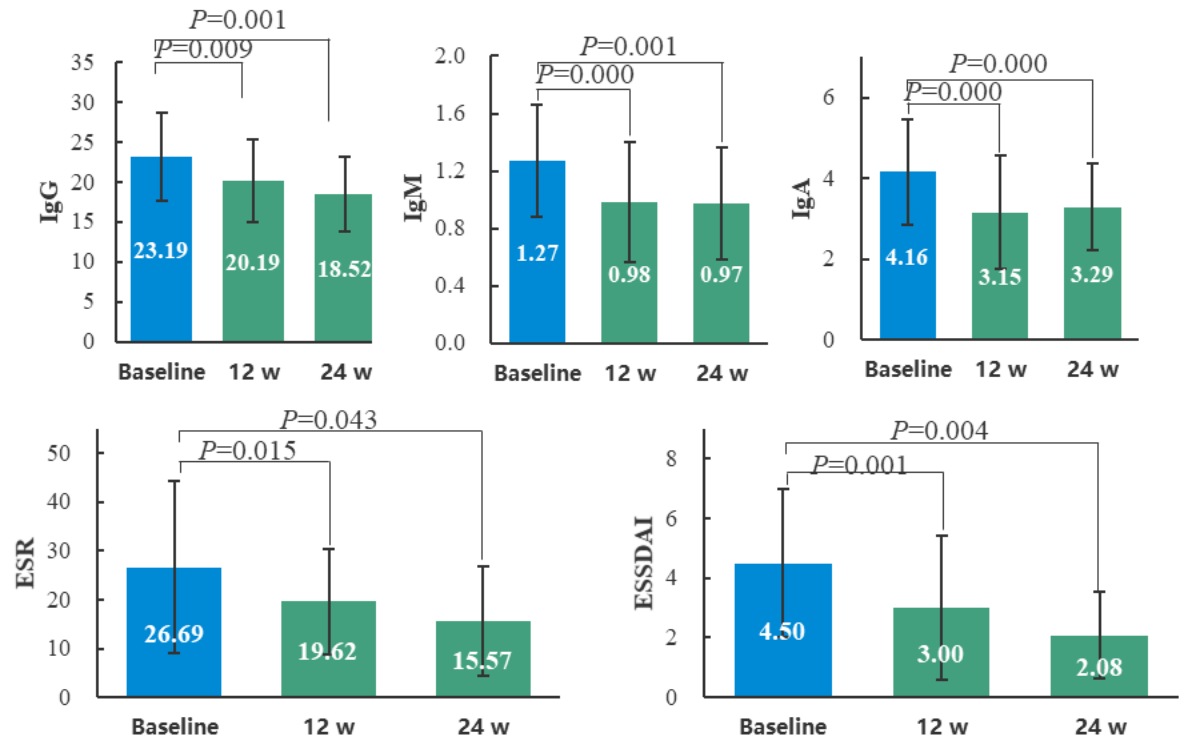 P=0.001
P=0.009
IgG
35
30
25
20
15
10
5
0
23.19
20.19
18.52
Baseline 12 w 24 w
P=0.001
P=0.000
IgM
2.0
1.6
1.2
0.8
0.4
0.0
1.27
0.98
0.97
Baseline 12 w 24 w
P=0.000
P=0.000
IgA
6
4
2
0
4.16
3.15
3.29
Baseline 12 w 24 w
P=0.043
P=0.015
ESR
50
40
30
20
10
0
26.69
19.62
15.57
Baseline 12 w 24 w
P=0.004
P=0.001
ESSDAI
8
6
4
2
0
4.50
3.00
2.08
Baseline 12 w 24 w